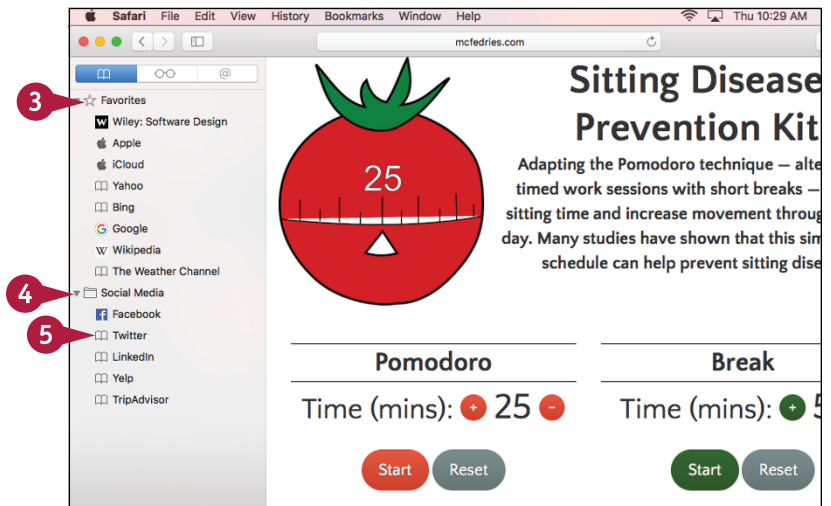 Safari File Edit View History Bookmarks Window Help Thu 10:29 AM
mcfedries.com
@
3
Favorites
W Wiley: Software Design
Apple
iCloud
Yahoo
Bing
G Google
W Wikipedia
The Weather Channel
4
Social Media
f Facebook
5
Twitter
LinkedIn
Yelp
TripAdvisor
25
Sitting Disease
Prevention Kit
Adapting the Pomodoro technique — alte
timed work sessions with short breaks —
sitting time and increase movement throug
day. Many studies have shown that this sim
schedule can help prevent sitting dise
Pomodoro
Time (mins): + 25 -
Start Reset
Break
Time (mins): + 5
Start Reset